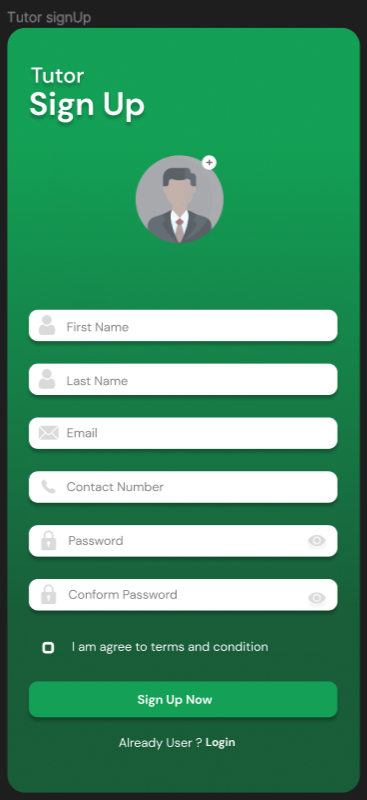 Tutor signUp
Tutor
Sign Up
+
First Name
Last Name
Email
Contact Number
Password
Conform Password
I am agree to terms and condition
Sign Up Now
Already User ? Login